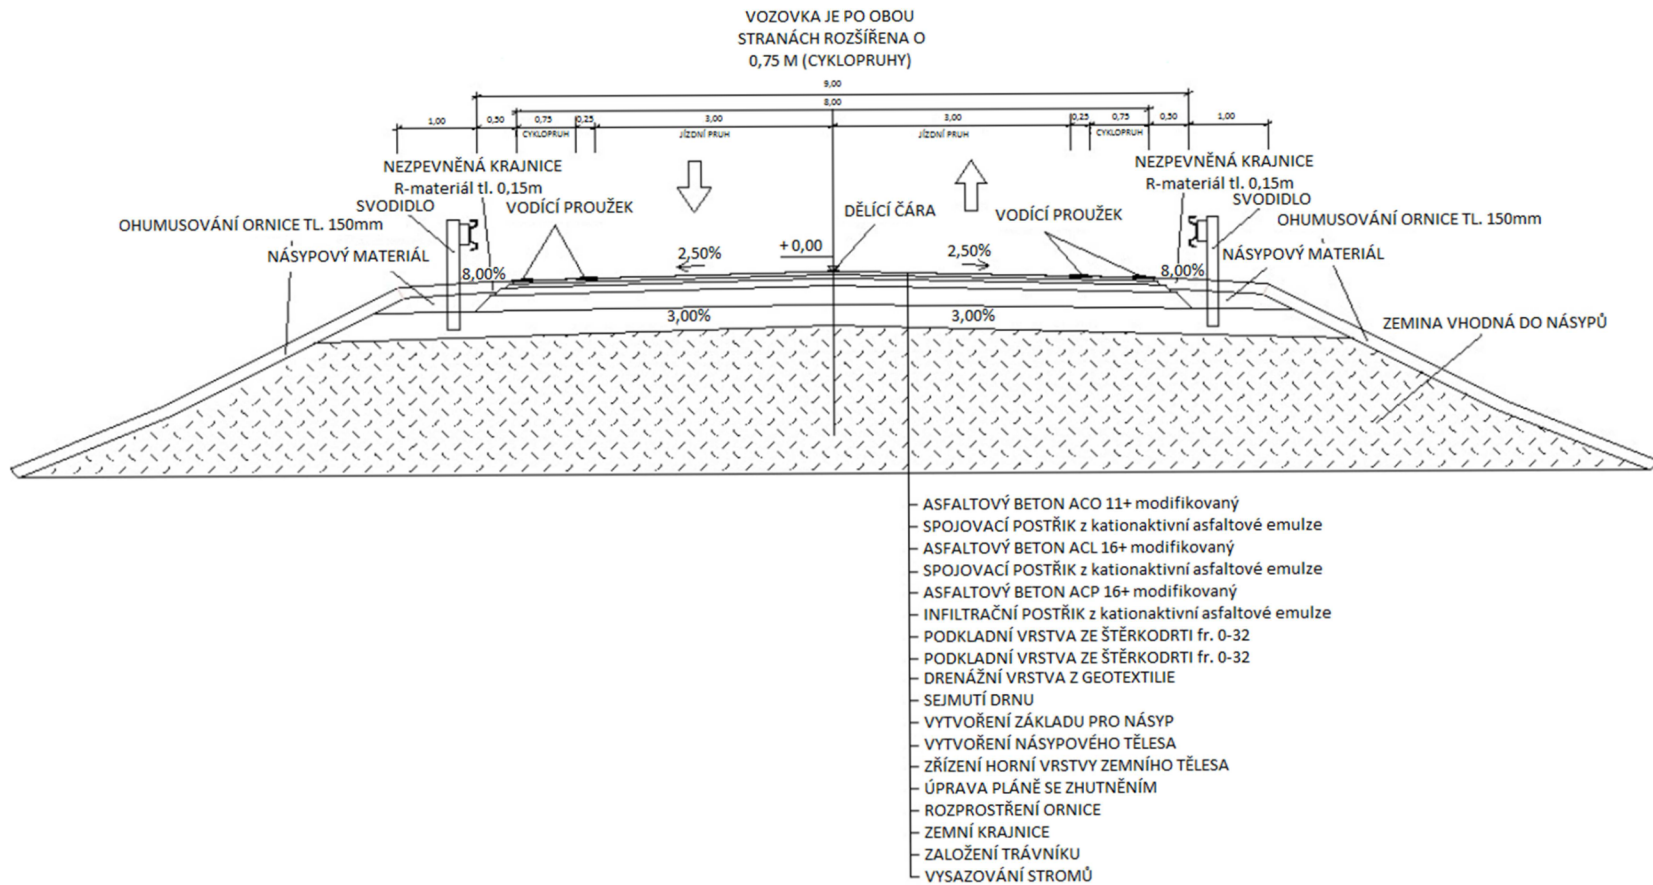 VOZOVKA JE PO OBOU
STRANÁCH ROZŠÍŘENA O
0,75 M (CYKLOPRUHY)
9,00
8,00
1,00 0,50 0,75 0,25 3,00 3,00 0,25 0,75 0,50 1,00
CYKLOPRUH JÍZDNÍ PRUH JÍZDNÍ PRUH CYKLOPRUH
NEZPEVNĚNÁ KRAJNICE NEZPEVNĚNÁ KRAJNICE
R-materiál tl. 0,15m R-materiál tl. 0,15m
SVODIDLO VODÍCÍ PROUŽEK DĚLÍCÍ ČÁRA VODÍCÍ PROUŽEK SVODIDLO
OHUMUSOVÁNÍ ORNICE TL. 150mm OHUMUSOVÁNÍ ORNICE TL. 150mm
NÁSYPOVÝ MATERIÁL 2,50% +0,00 2,50% NÁSYPOVÝ MATERIÁL
8,00% 8,00%
3,00% 3,00% ZEMINA VHODNÁ DO NÁSYPŮ
ASFALTOVÝ BETON ACO 11+ modifikovaný
SPOJOVACÍ POSTŘIK z kationaktivní asfaltové emulze
ASFALTOVÝ BETON ACL 16+ modifikovaný
SPOJOVACÍ POSTŘIK z kationaktivní asfaltové emulze
ASFALTOVÝ BETON ACP 16+ modifikovaný
INFILTRAČNÍ POSTŘIK z kationaktivní asfaltové emulze
PODKLADNÍ VRSTVA ZE ŠTĚRKODRTI fr. 0-32
PODKLADNÍ VRSTVA ZE ŠTĚRKODRTI fr. 0-32
DRENÁŽNÍ VRSTVA Z GEOTEXTILIE
SEJMUTÍ DRNU
VYTVOŘENÍ ZÁKLADU PRO NÁSYP
VYTVOŘENÍ NÁSYPOVÉHO TĚLESA
ZŘÍZENÍ HORNÍ VRSTVY ZEMNÍHO TĚLESA
ÚPRAVA PLÁNĚ SE ZHUTNĚNÍM
ROZPROSTŘENÍ ORNICE
ZEMNÍ KRAJNICE
ZALOŽENÍ TRÁVNÍKU
VYSAZOVÁNÍ STROMŮ